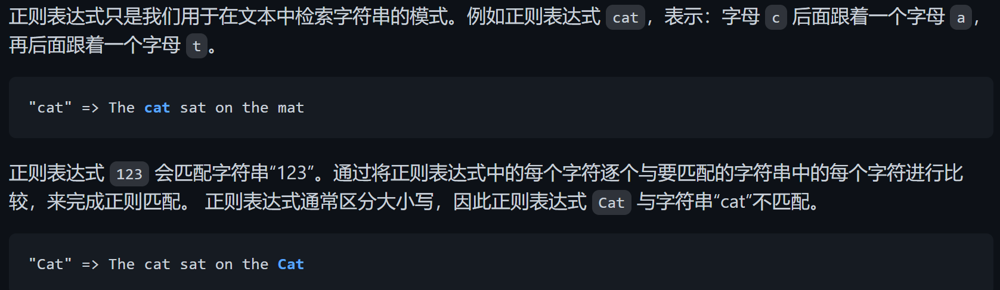 正则表达式只是我们用于在文本中检索字符串的模式。例如正则表达式 cat，表示：字母 c 后面跟着一个字母 a，
再后面跟着一个字母 t。
"cat" => The cat sat on the mat
正则表达式 123 会匹配字符串“123”。通过将正则表达式中的每个字符逐个与要匹配的字符串中的每个字符进行比
较，来完成正则匹配。 正则表达式通常区分大小写，因此正则表达式 Cat 与字符串“cat”不匹配。
"Cat" => The cat sat on the Cat